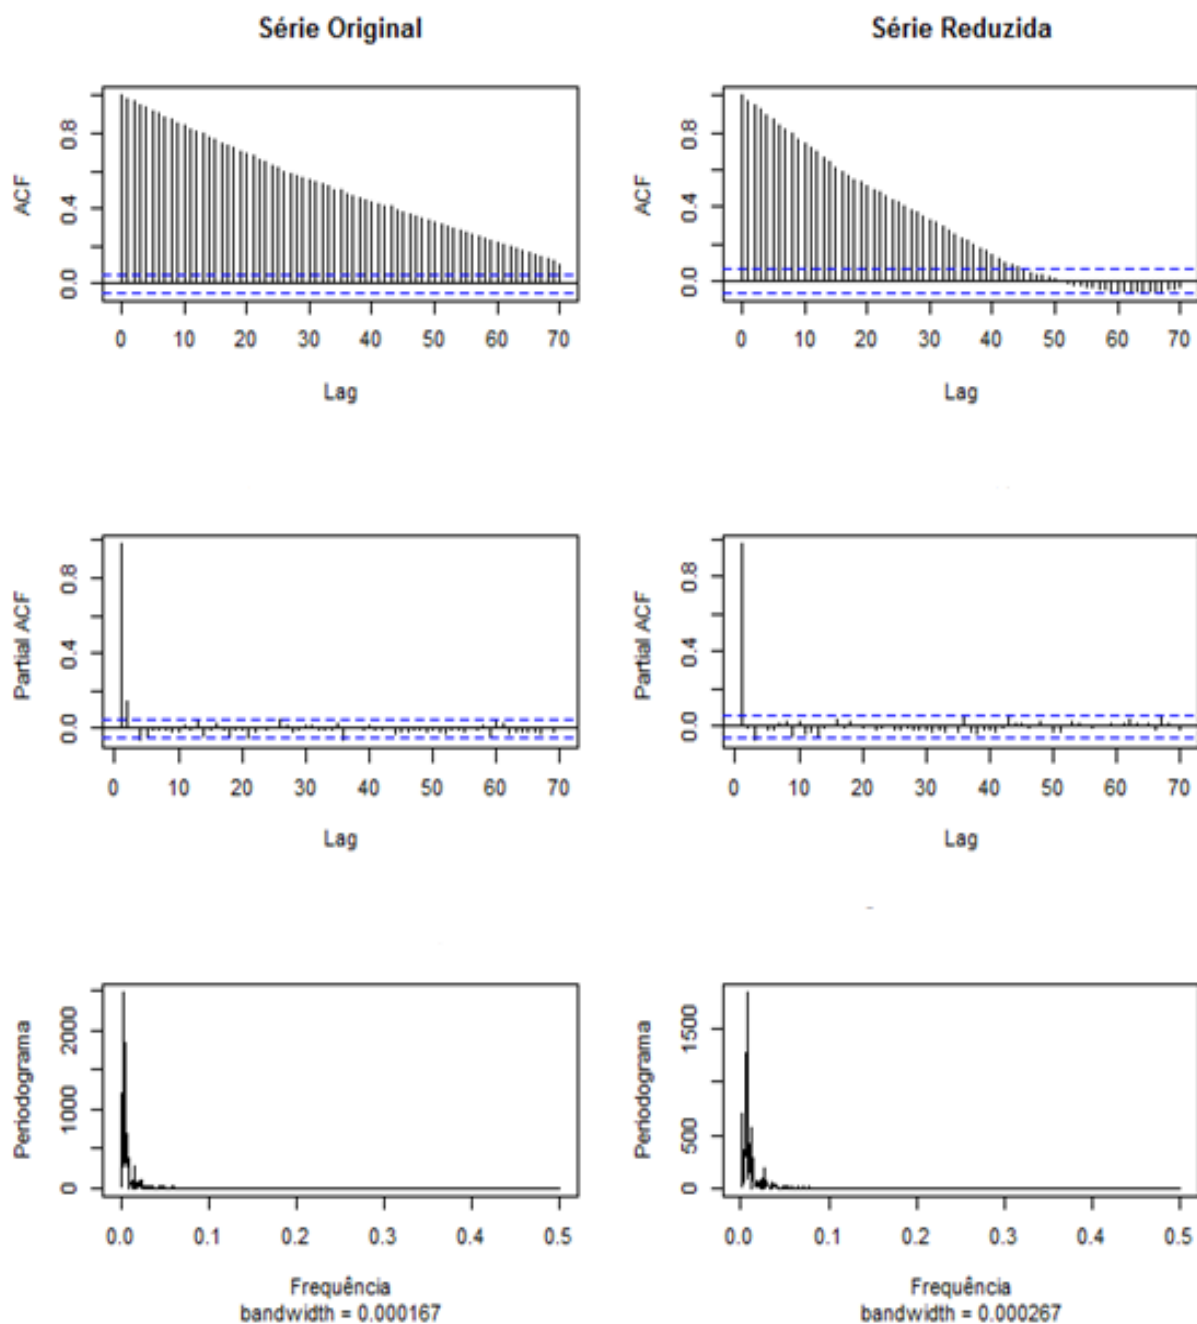 Série Original
Série Reduzida
ACF
0.0 0.4 0.8
0 10 20 30 40 50 60 70
Lag
ACF
0.0 0.4 0.8
0 10 20 30 40 50 60 70
Lag
Partial ACF
0.0 0.4 0.8
0 10 20 30 40 50 60 70
Lag
Partial ACF
0.0 0.4 0.8
0 10 20 30 40 50 60 70
Lag
Periodograma
0 1000 2000
0.0 0.1 0.2 0.3 0.4 0.5
Frequência
bandwidth = 0.000167
Periodograma
0 500 1500
0.0 0.1 0.2 0.3 0.4 0.5
Frequência
bandwidth = 0.000267